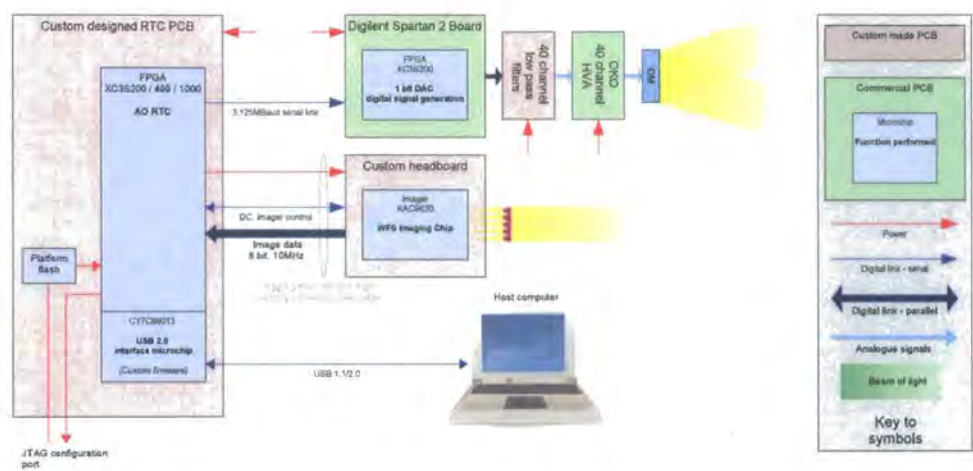 Custom designed RTC PCB
FPGA
XC3S200 / 400 / 1000
AO RTC
Platform
flash
CY7C68013
USB 2.0
interface microchip
(Custom firmware)
JTAG configuration
port
3.125MBaud serial link
Digilent Spartan 2 Board
FPGA
XC3S200
1 bit DAC
digital signal generation
40 channel
low pass
filters
OKO
40 channel
HVA
DM
Custom headboard
Imager
KAC9630
WFS Imaging Chip
I2C, imager control
Image data
8 bit, 10MHz
Host computer
USB 1.1/2.0
Custom made PCB
Commercial PCB
Microchip
Function performed
Power
Digital link - serial
Digital link - parallel
Analogue signals
Beam of light
Key to
symbols